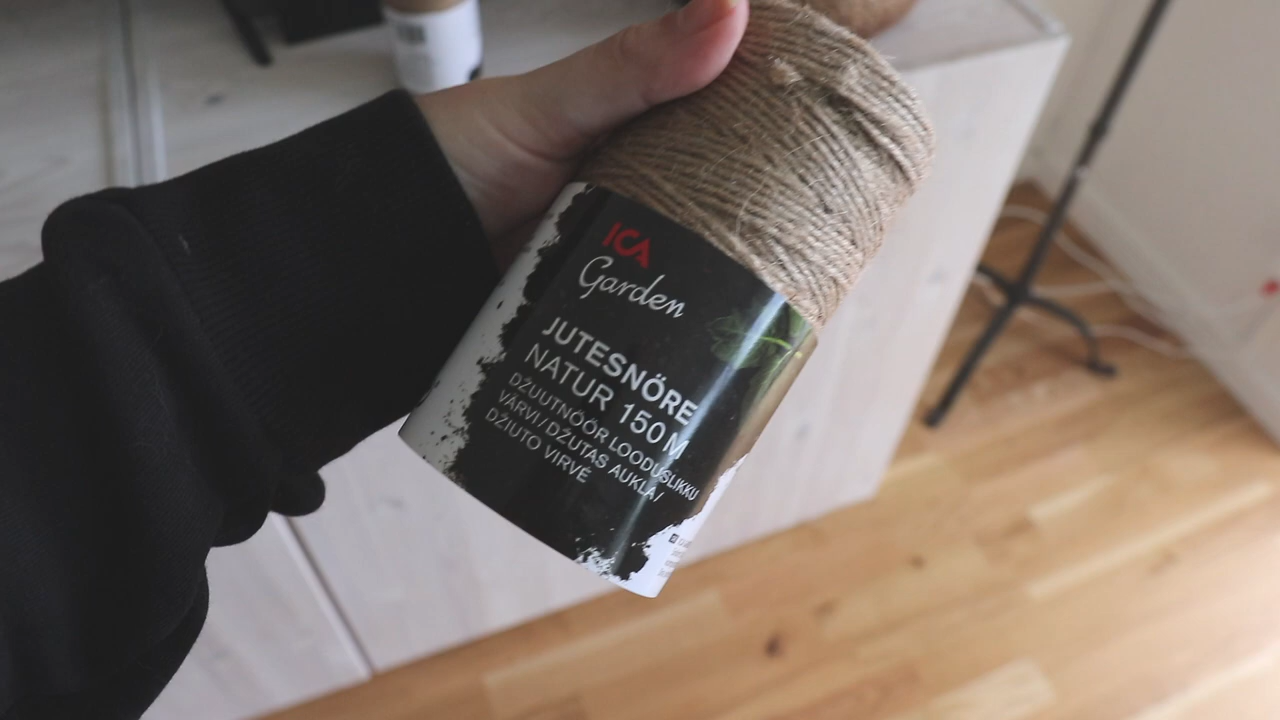 ICA
Garden
JUTESNÖRE
NATUR 150 M
DŽUUTNÖÖR LOODUSLIKKU
VÄRVI / DŽUTAS AUKLA /
DŽIUTO VIRVĖ